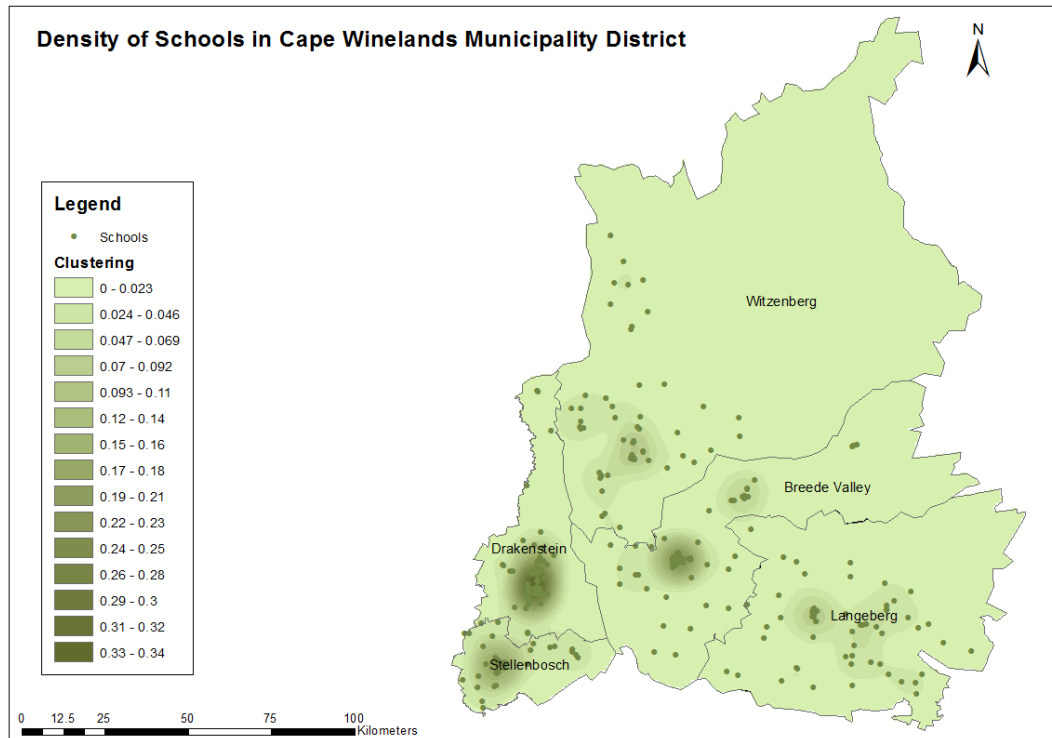 Density of Schools in Cape Winelands Municipality District
N
Legend
Schools
Clustering
0 - 0.023
0.024 - 0.046
0.047 - 0.069
0.07 - 0.092
0.093 - 0.11
0.12 - 0.14
0.15 - 0.16
0.17 - 0.18
0.19 - 0.21
0.22 - 0.23
0.24 - 0.25
0.26 - 0.28
0.29 - 0.3
0.31 - 0.32
0.33 - 0.34
Witzenberg
Breede Valley
Drakenstein
Langeberg
Stellenbosch
0 12.5 25 50 75 100
Kilometers